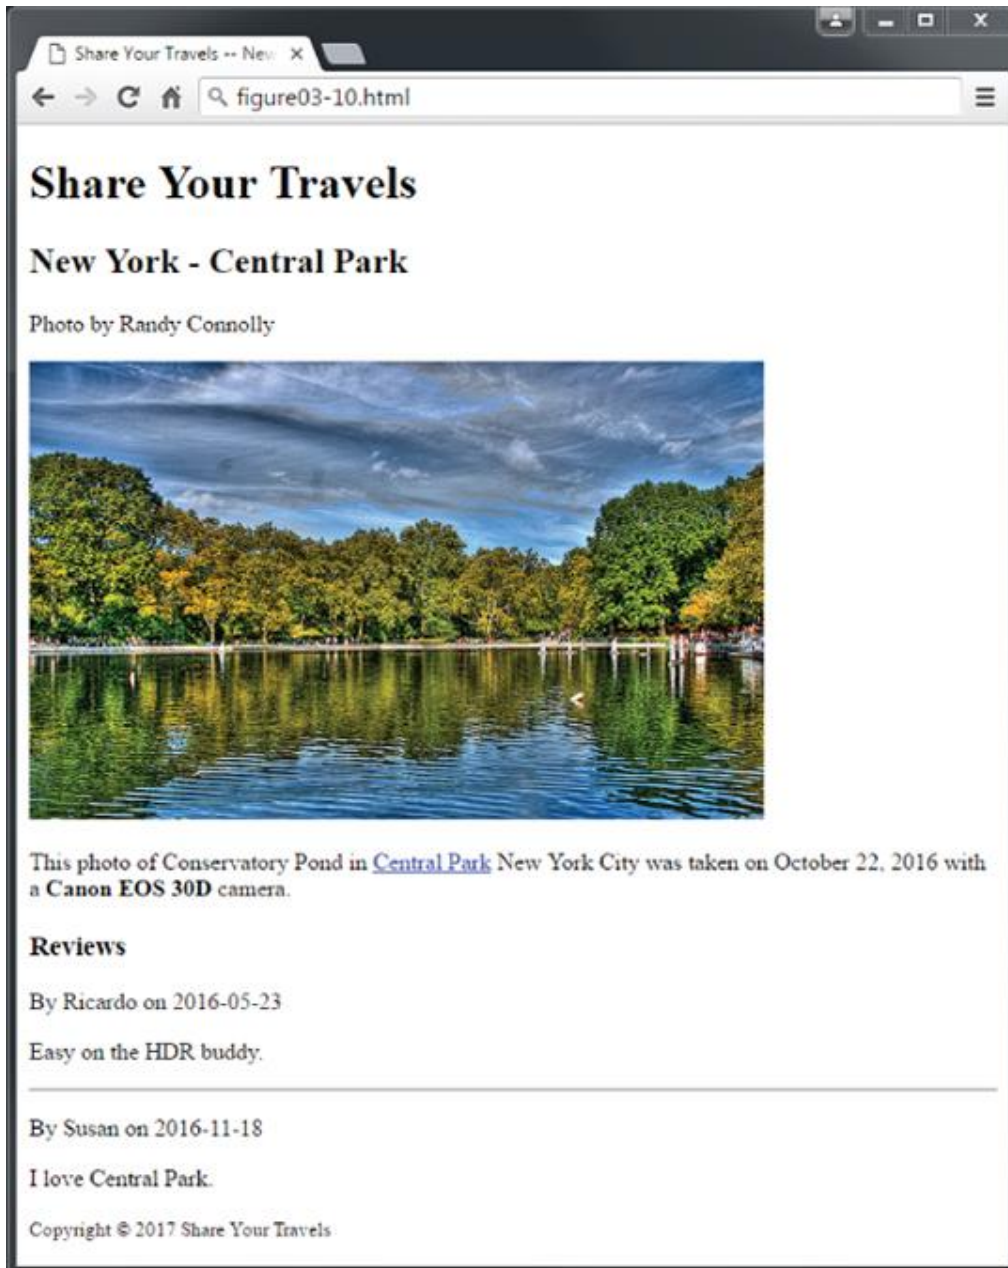 Share Your Travels -- New
figure03-10.html
Share Your Travels
New York - Central Park
Photo by Randy Connolly
This photo of Conservatory Pond in Central Park New York City was taken on October 22, 2016 with
a Canon EOS 30D camera.
Reviews
By Ricardo on 2016-05-23
Easy on the HDR buddy.
By Susan on 2016-11-18
I love Central Park.
Copyright © 2017 Share Your Travels